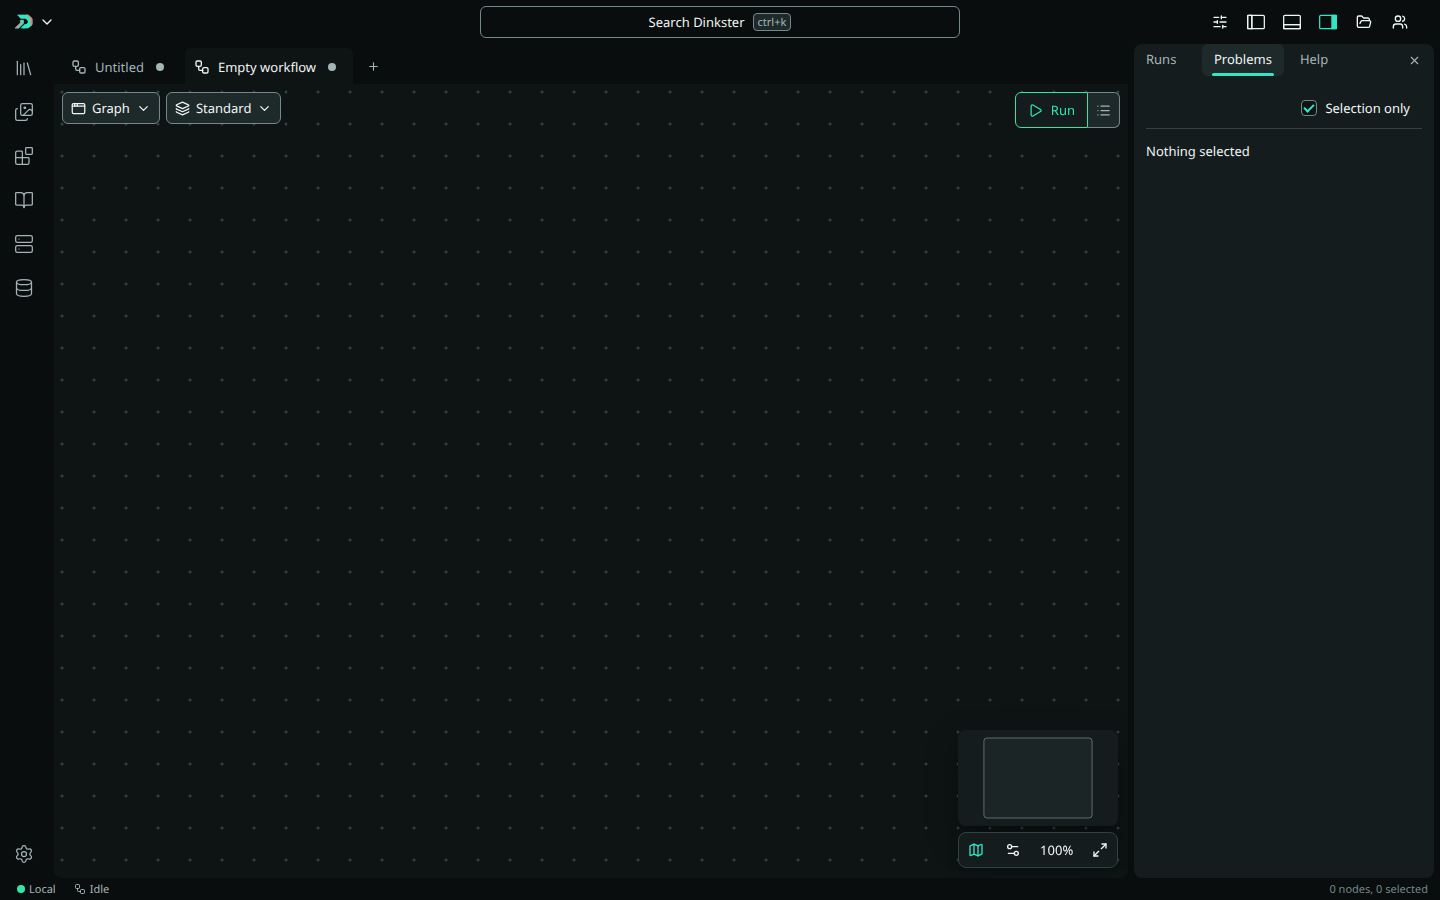 Search Dinkster ctrl+k
Untitled
Empty workflow
Runs
Problems
Help
Graph
Standard
Run
Selection only
Nothing selected
100%
Local
Idle
0 nodes, 0 selected